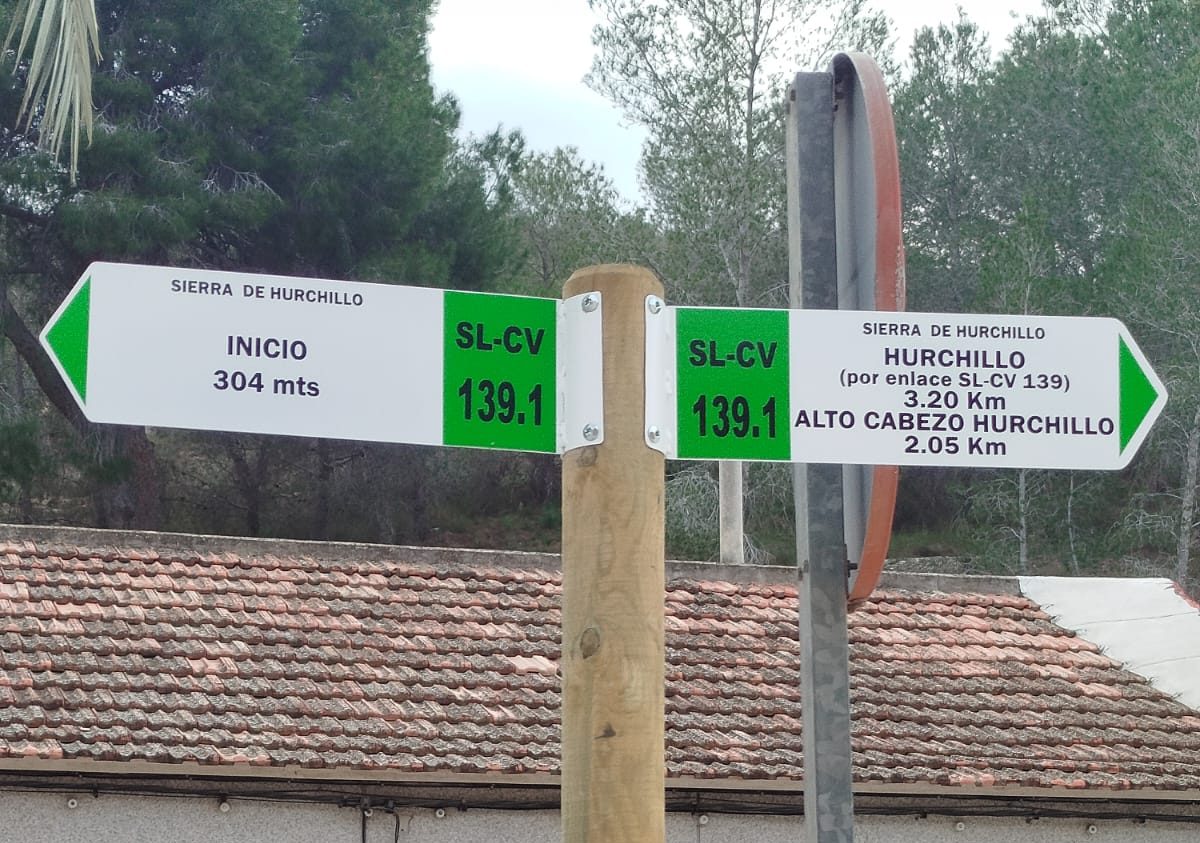 SIERRA DE HURCHILLO
INICIO
304 mts
SL-CV
139.1
SL-CV
139.1
SIERRA DE HURCHILLO
HURCHILLO
(por enlace SL-CV 139)
3.20 Km
ALTO CABEZO HURCHILLO
2.05 Km